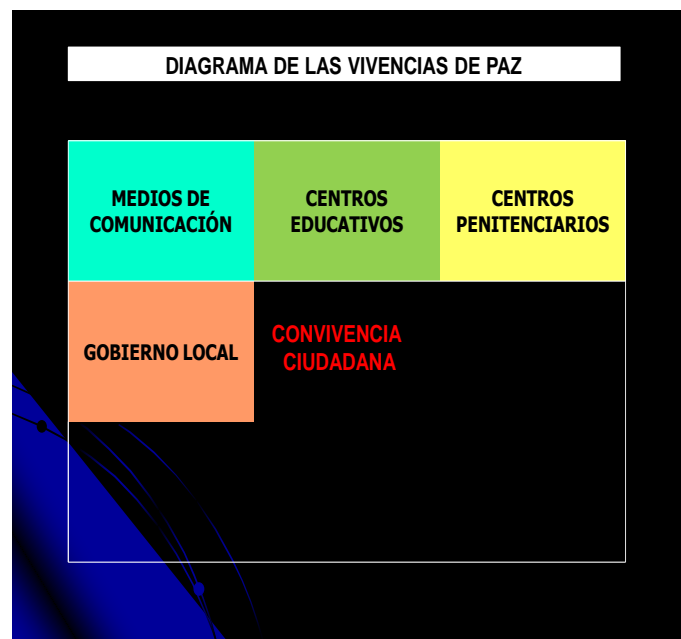 DIAGRAMA DE LAS VIVENCIAS DE PAZ
MEDIOS DE
COMUNICACIÓN
CENTROS
EDUCATIVOS
CENTROS
PENITENCIARIOS
GOBIERNO LOCAL
CONVIVENCIA
CIUDADANA